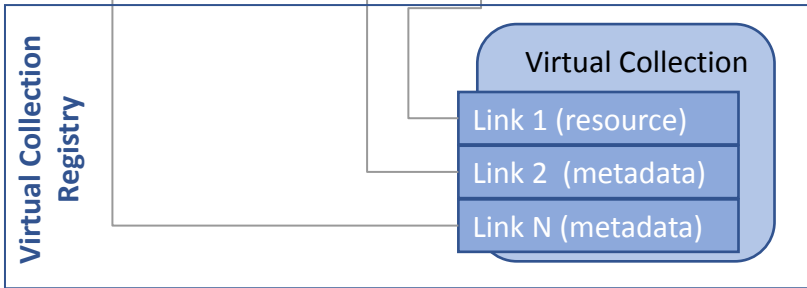 Virtual Collection
Registry
Virtual Collection
Link 1 (resource)
Link 2  (metadata)
Link N (metadata)